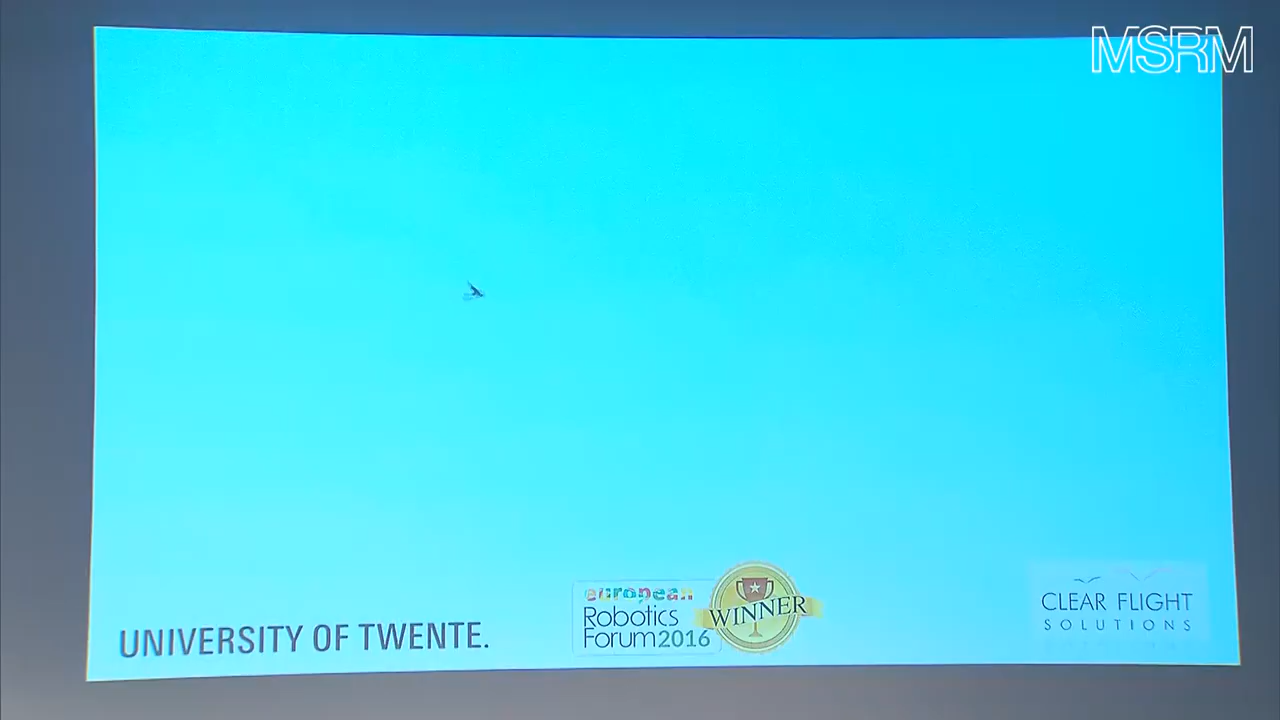 MSRM
european
Robotics
Forum2016
WINNER
CLEAR FLIGHT
SOLUTIONS
UNIVERSITY OF TWENTE.